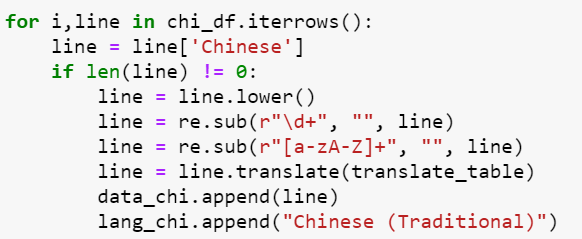 for i,line in chi_df.iterrows():
    line = line['Chinese']
    if len(line) != 0:
        line = line.lower()
        line = re.sub(r"\d+", "", line)
        line = re.sub(r"[a-zA-Z]+", "", line)
        line = line.translate(translate_table)
        data_chi.append(line)
        lang_chi.append("Chinese (Traditional)")